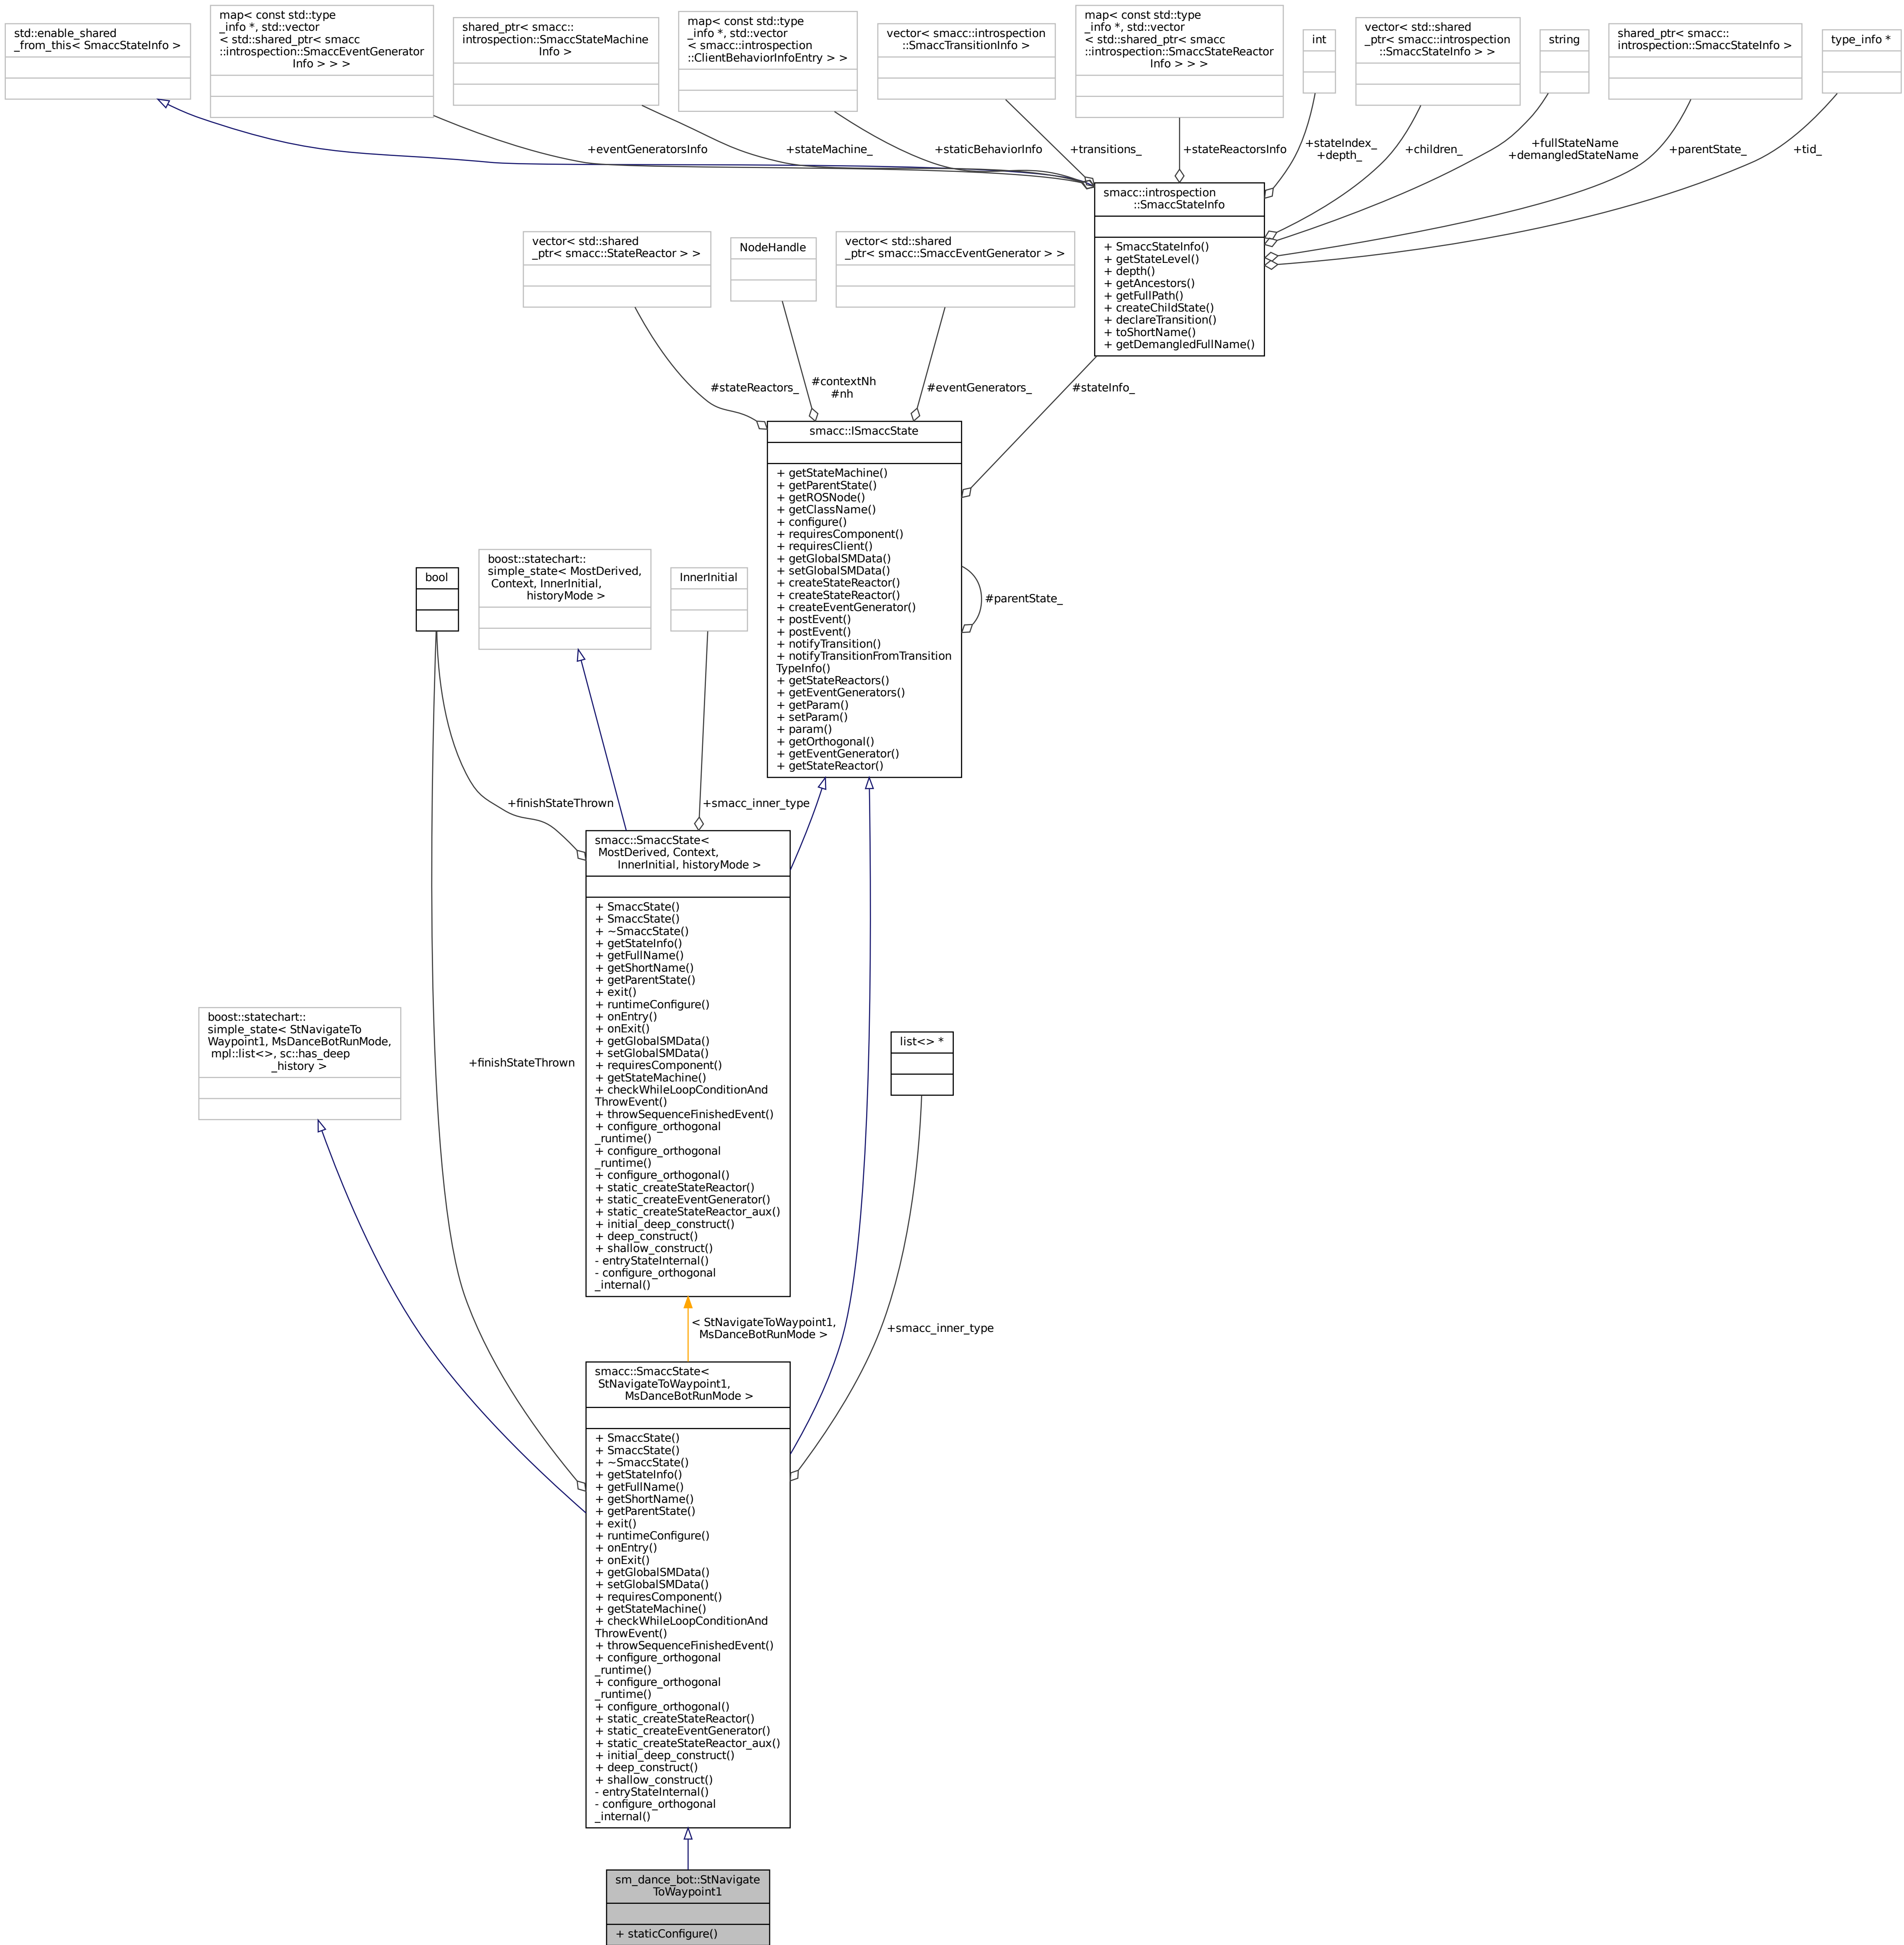 std::enable_shared
_from_this< SmaccStateInfo >
map< const std::type
_info *, std::vector
< std::shared_ptr< smacc
::introspection::SmaccEventGenerator
Info > > >
shared_ptr< smacc::
introspection::SmaccStateMachine
Info >
map< const std::type
_info *, std::vector
< smacc::introspection
::ClientBehaviorInfoEntry > >
vector< smacc::introspection
::SmaccTransitionInfo >
map< const std::type
_info *, std::vector
< std::shared_ptr< smacc
::introspection::SmaccStateReactor
Info > > >
int
vector< std::shared
_ptr< smacc::introspection
::SmaccStateInfo > >
string
shared_ptr< smacc::
introspection::SmaccStateInfo >
type_info *
+eventGeneratorsInfo
+stateMachine_
+staticBehaviorInfo
+transitions_
+stateReactorsInfo
+stateIndex_
+depth_
+children_
+fullStateName
+demangledStateName
+parentState_
+tid_
smacc::introspection
::SmaccStateInfo
+ SmaccStateInfo()
+ getStateLevel()
+ depth()
+ getAncestors()
+ getFullPath()
+ createChildState()
+ declareTransition()
+ toShortName()
+ getDemangledFullName()
vector< std::shared
_ptr< smacc::StateReactor > >
NodeHandle
vector< std::shared
_ptr< smacc::SmaccEventGenerator > >
#stateReactors_
#contextNh
#nh
#eventGenerators_
#stateInfo_
smacc::ISmaccState
+ getStateMachine()
+ getParentState()
+ getROSNode()
+ getClassName()
+ configure()
+ requiresComponent()
+ requiresClient()
+ getGlobalSMData()
+ setGlobalSMData()
+ createStateReactor()
+ createStateReactor()
+ createEventGenerator()
+ postEvent()
+ postEvent()
+ notifyTransition()
+ notifyTransitionFromTransition
TypeInfo()
+ getStateReactors()
+ getEventGenerators()
+ getParam()
+ setParam()
+ param()
+ getOrthogonal()
+ getEventGenerator()
+ getStateReactor()
#parentState_
bool
boost::statechart::
simple_state< MostDerived,
Context, InnerInitial,
historyMode >
InnerInitial
+finishStateThrown
+smacc_inner_type
smacc::SmaccState<
MostDerived, Context,
InnerInitial, historyMode >
+ SmaccState()
+ SmaccState()
+ ~SmaccState()
+ getStateInfo()
+ getFullName()
+ getShortName()
+ getParentState()
+ exit()
+ runtimeConfigure()
+ onEntry()
+ onExit()
+ getGlobalSMData()
+ setGlobalSMData()
+ requiresComponent()
+ getStateMachine()
+ checkWhileLoopConditionAnd
ThrowEvent()
+ throwSequenceFinishedEvent()
+ configure_orthogonal
_runtime()
+ configure_orthogonal
_runtime()
+ configure_orthogonal()
+ static_createStateReactor()
+ static_createEventGenerator()
+ static_createStateReactor_aux()
+ initial_deep_construct()
+ deep_construct()
+ shallow_construct()
- entryStateInternal()
- configure_orthogonal
_internal()
boost::statechart::
simple_state< StNavigateTo
Waypoint1, MsDanceBotRunMode,
mpl::list<>, sc::has_deep
_history >
+finishStateThrown
list<> *
< StNavigateToWaypoint1,
MsDanceBotRunMode >
+smacc_inner_type
smacc::SmaccState<
StNavigateToWaypoint1,
MsDanceBotRunMode >
+ SmaccState()
+ SmaccState()
+ ~SmaccState()
+ getStateInfo()
+ getFullName()
+ getShortName()
+ getParentState()
+ exit()
+ runtimeConfigure()
+ onEntry()
+ onExit()
+ getGlobalSMData()
+ setGlobalSMData()
+ requiresComponent()
+ getStateMachine()
+ checkWhileLoopConditionAnd
ThrowEvent()
+ throwSequenceFinishedEvent()
+ configure_orthogonal
_runtime()
+ configure_orthogonal
_runtime()
+ configure_orthogonal()
+ static_createStateReactor()
+ static_createEventGenerator()
+ static_createStateReactor_aux()
+ initial_deep_construct()
+ deep_construct()
+ shallow_construct()
- entryStateInternal()
- configure_orthogonal
_internal()
sm_dance_bot::StNavigate
ToWaypoint1
+ staticConfigure()